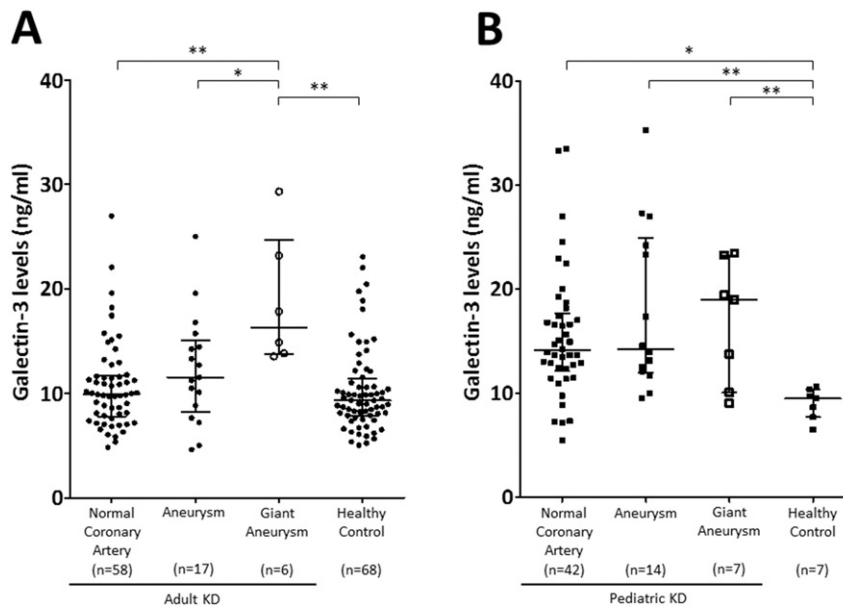 A
**
*
**
40
30
20
10
0
Galectin-3 levels (ng/ml)
Normal Coronary Artery
Aneurysm
Giant Aneurysm
Healthy Control
(n=58)
(n=17)
(n=6)
(n=68)
Adult KD
B
*
**
**
40
30
20
10
0
Galectin-3 levels (ng/ml)
Normal Coronary Artery
Aneurysm
Giant Aneurysm
Healthy Control
(n=42)
(n=14)
(n=7)
(n=7)
Pediatric KD